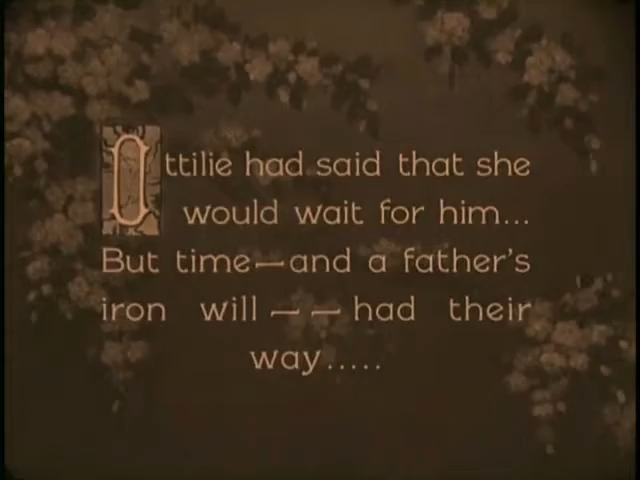 Ottilie had said that she
would wait for him...
But time—and a father's
iron will — — had their
way.....